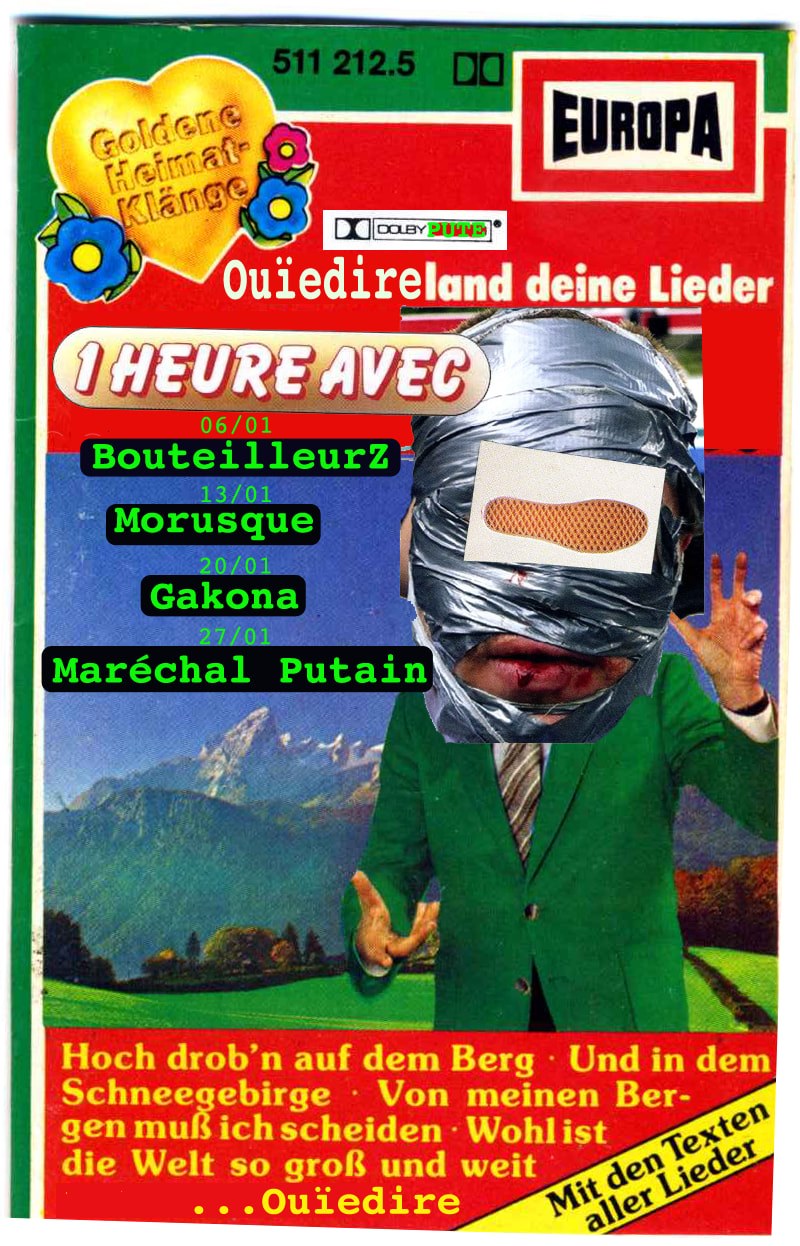 511 212.5
EUROPA
Goldene
Heimat-
Klänge
DOLBY PUTE®
Ouïedireland deine Lieder
1 HEURE AVEC
06/01
BouteilleurZ
13/01
Morusque
20/01
Gakona
27/01
Maréchal Putain
Hoch drob'n auf dem Berg · Und in dem
Schneegebirge · Von meinen Ber-
gen muß ich scheiden · Wohl ist
die Welt so groß und weit
...Ouïedire
Mit den Texten
aller Lieder